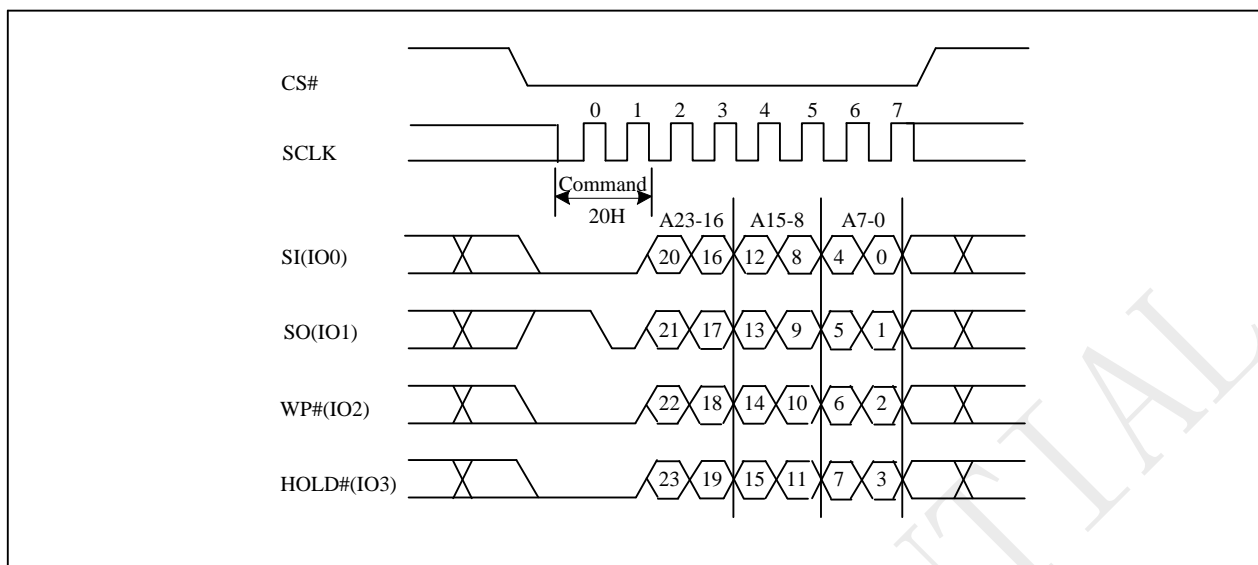 CS#
0 1 2 3 4 5 6 7
SCLK
Command
20H
A23-16 A15-8 A7-0
SI(IO0) 20 16 12 8 4 0
SO(IO1) 21 17 13 9 5 1
WP#(IO2) 22 18 14 10 6 2
HOLD#(IO3) 23 19 15 11 7 3
NTIAL